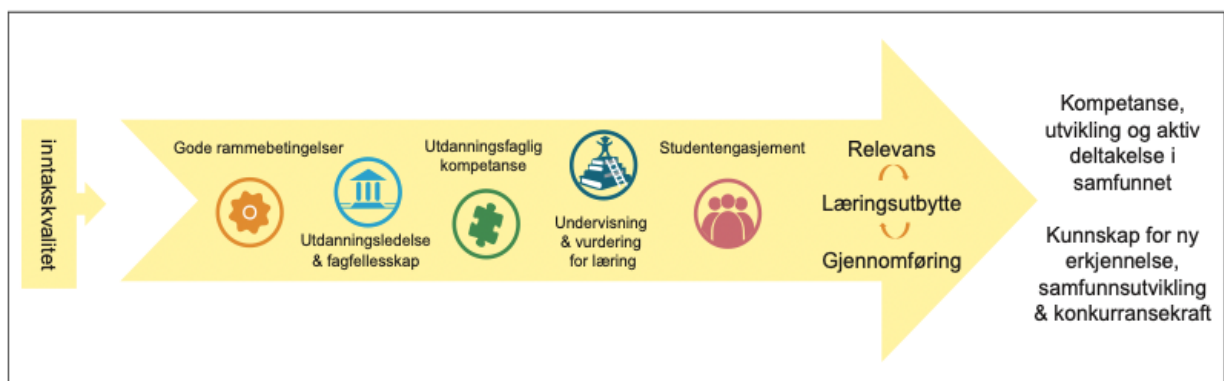 inntakskvalitet
Gode rammebetingelser
Utdanningsledelse
& fagfellesskap
Utdanningsfaglig
kompetanse
Undervisning
& vurdering
for læring
Studentengasjement
Relevans
Læringsutbytte
Gjennomføring
Kompetanse,
utvikling og aktiv
deltakelse i
samfunnet
Kunnskap for ny
erkjennelse,
samfunnsutvikling
& konkurransekraft